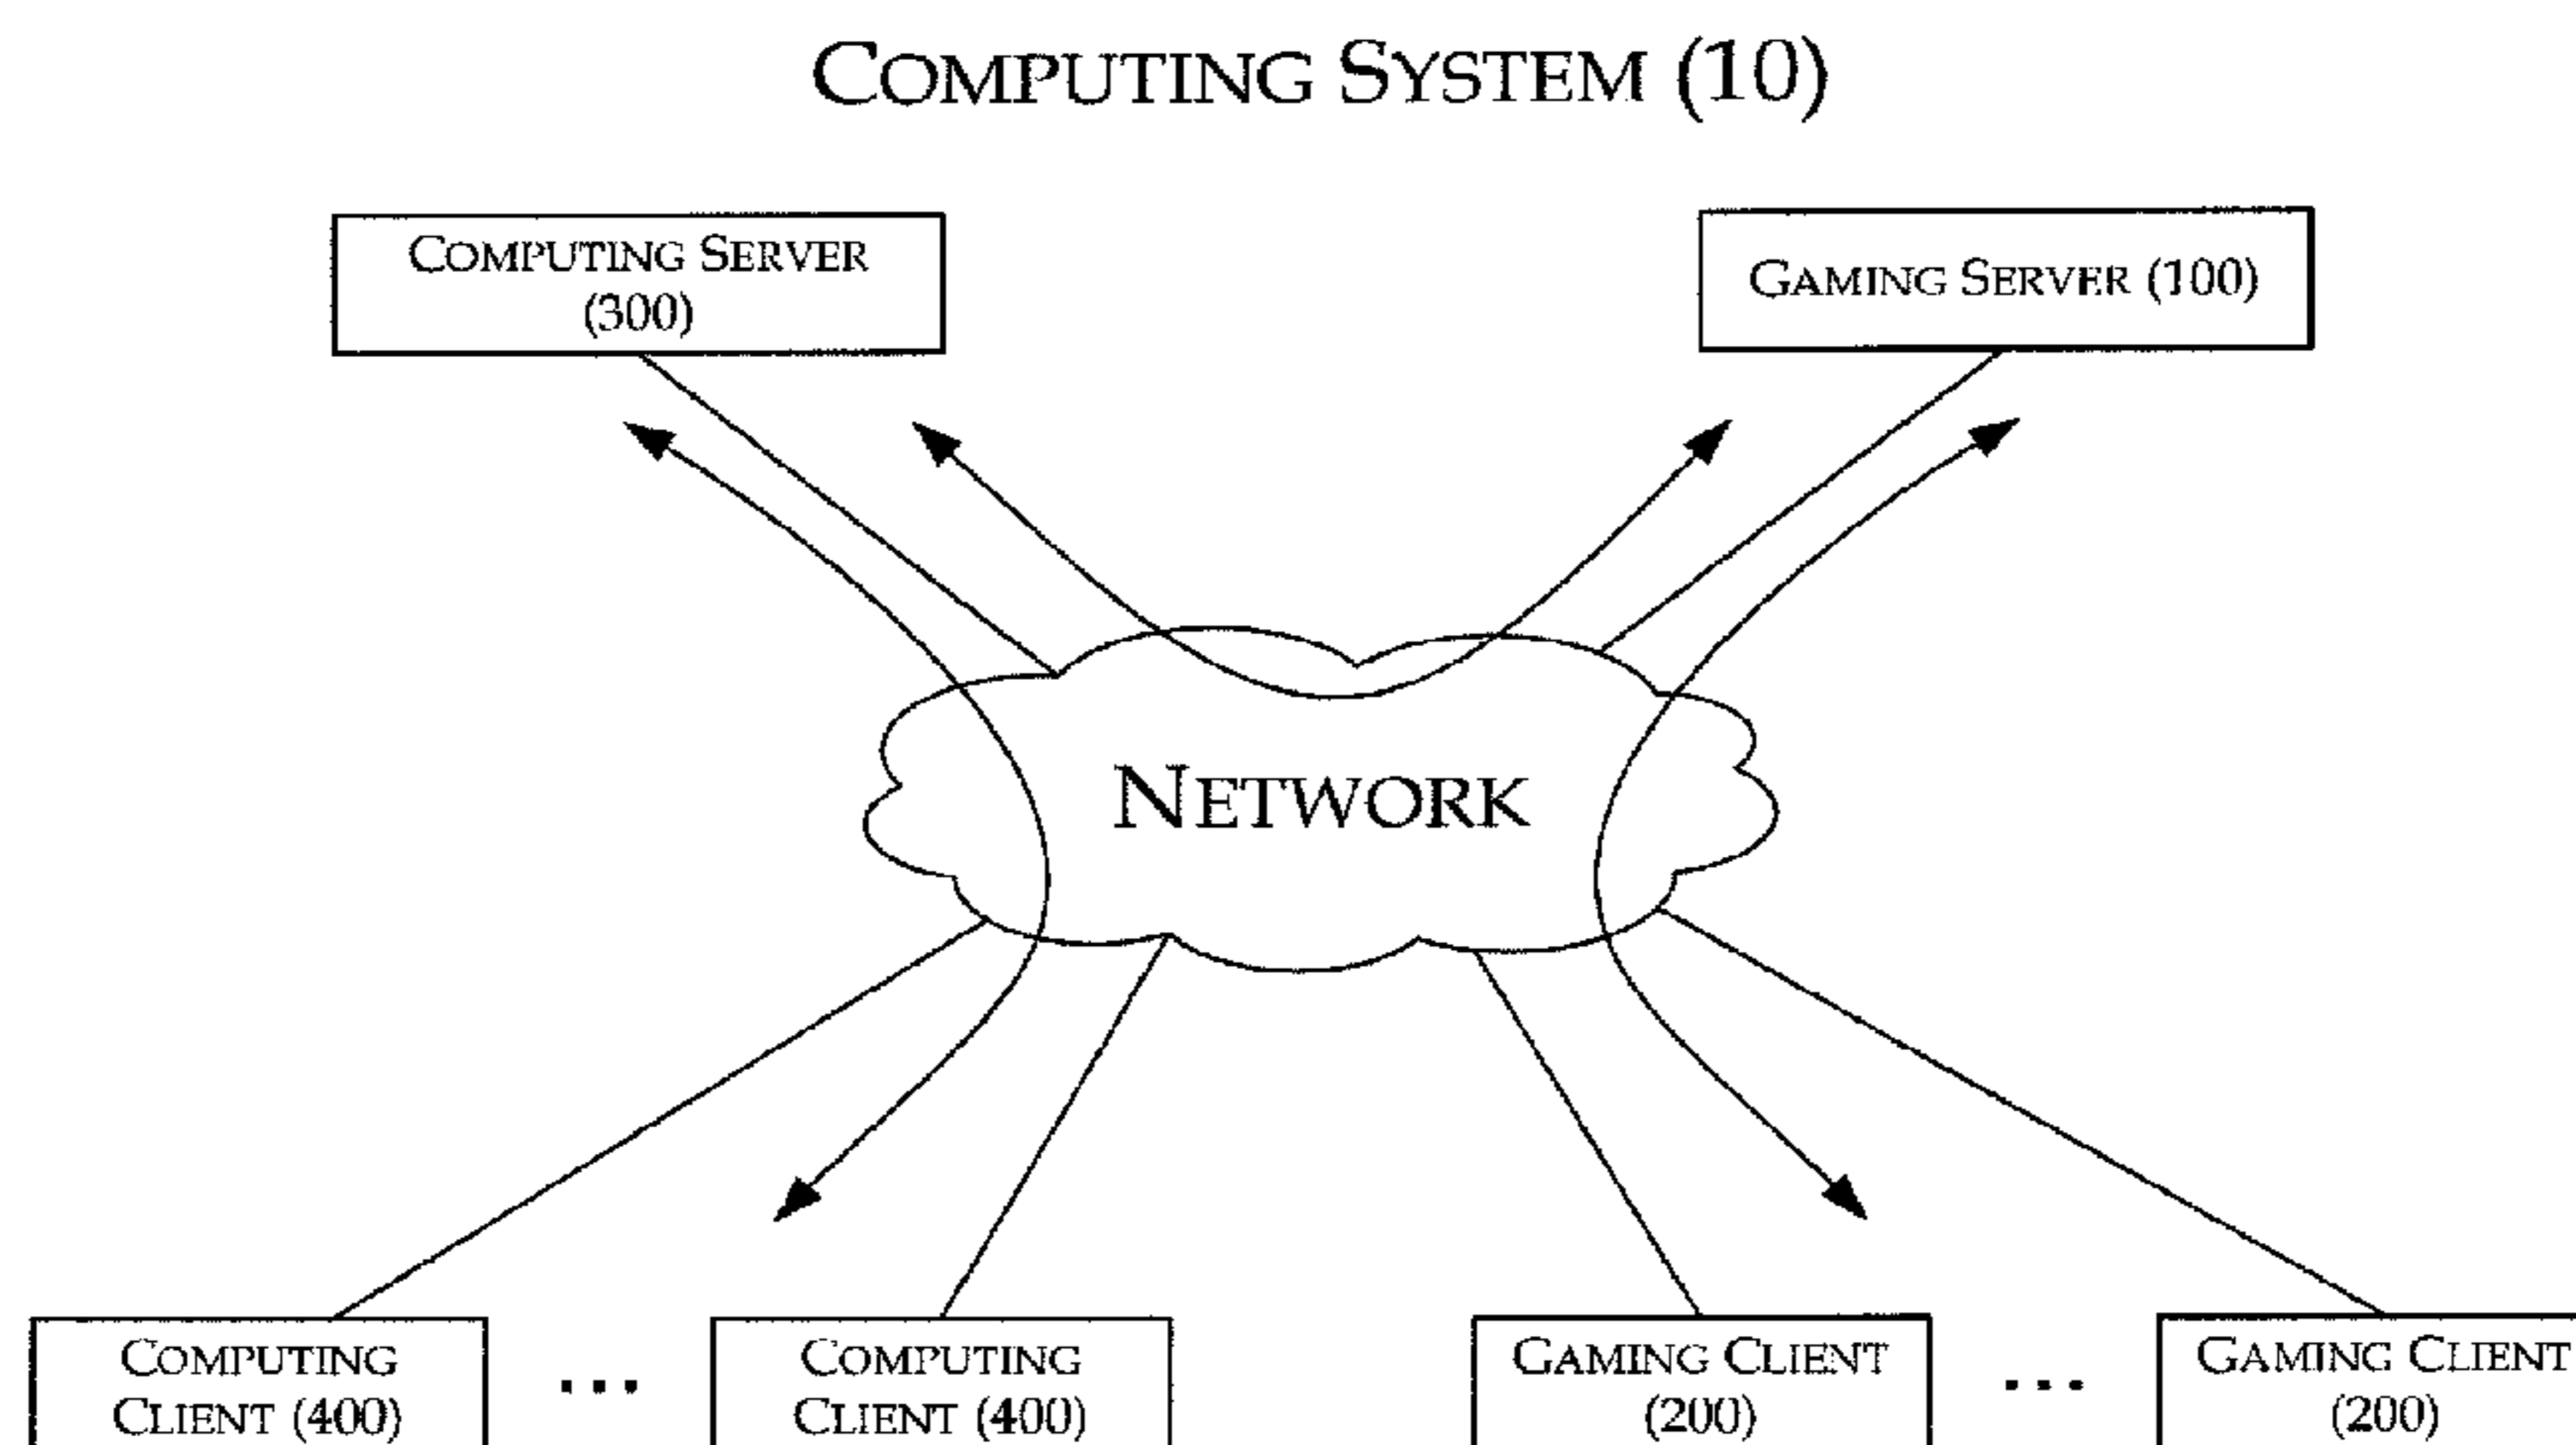 COMPUTING SYSTEM (10)
COMPUTING SERVER
(300)
GAMING SERVER (100)
NETWORK
COMPUTING
CLIENT (400)
...
COMPUTING
CLIENT (400)
GAMING CLIENT
(200)
...
GAMING CLIENT
(200)